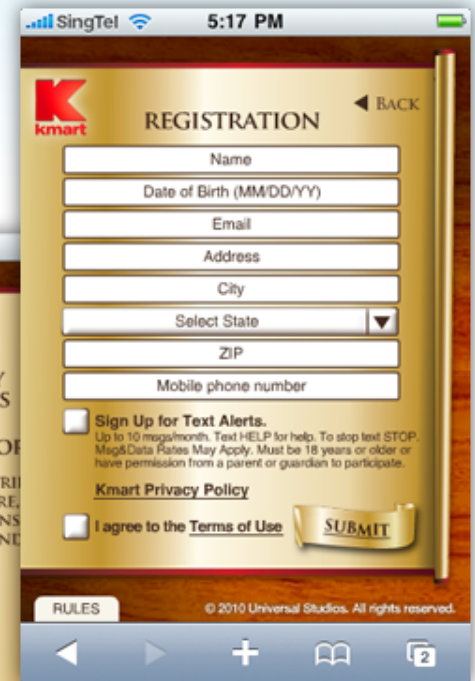 SingTel
5:17 PM
kmart
BACK
REGISTRATION
Name
Date of Birth (MM/DD/YY)
Email
Address
City
Select State
ZIP
Mobile phone number
Sign Up for Text Alerts.
Up to 10 msgs/month. Text HELP for help. To stop text STOP.
Msg&Data Rates May Apply. Must be 18 years or older or
have permission from a parent or guardian to participate.
Kmart Privacy Policy
I agree to the Terms of Use
SUBMIT
RULES
© 2010 Universal Studios. All rights reserved.
2